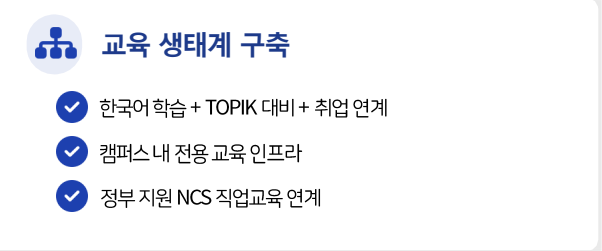 교육 생태계 구축
한국어 학습 + TOPIK 대비 + 취업 연계
캠퍼스 내 전용 교육 인프라
정부 지원 NCS 직업교육 연계